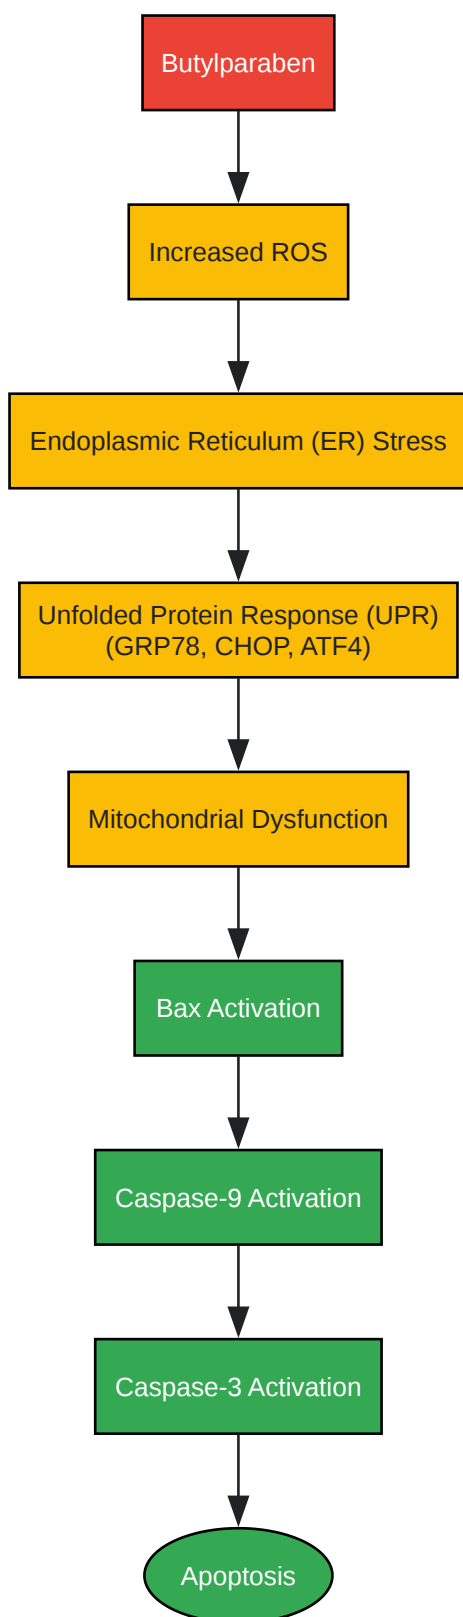 Butylparaben
Increased ROS
Endoplasmic Reticulum (ER) Stress
Unfolded Protein Response (UPR)
(GRP78, CHOP, ATF4)
Mitochondrial Dysfunction
Bax Activation
Caspase-9 Activation
Caspase-3 Activation
Apoptosis